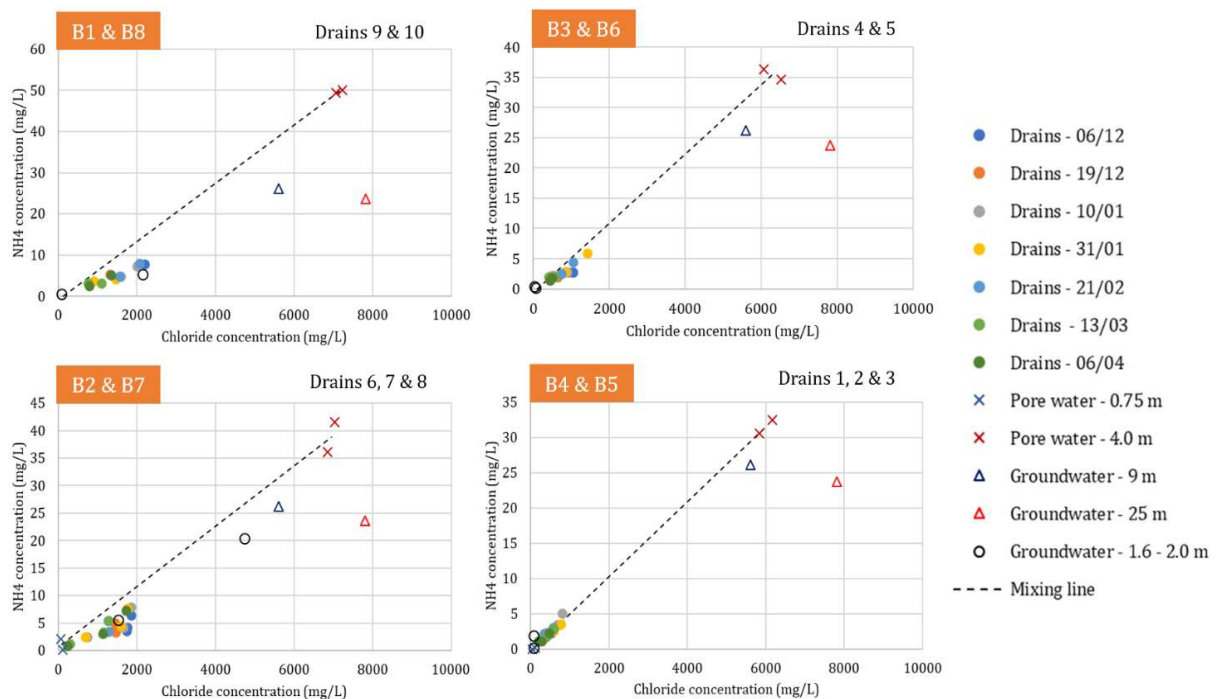 B1 & B8
Drains 9 & 10
NH4 concentration (mg/L)
60
50
40
30
20
10
0
0 2000 4000 6000 8000 10000
Chloride concentration (mg/L)
B3 & B6
Drains 4 & 5
NH4 concentration (mg/L)
40
35
30
25
20
15
10
5
0
0 2000 4000 6000 8000 10000
Chloride concentration (mg/L)
B2 & B7
Drains 6, 7 & 8
NH4 concentration (mg/L)
45
40
35
30
25
20
15
10
5
0
0 2000 4000 6000 8000 10000
Chloride concentration (mg/L)
B4 & B5
Drains 1, 2 & 3
NH4 concentration (mg/L)
35
30
25
20
15
10
5
0
0 2000 4000 6000 8000 10000
Chloride concentration (mg/L)
Drains - 06/12
Drains - 19/12
Drains - 10/01
Drains - 31/01
Drains - 21/02
Drains - 13/03
Drains - 06/04
Pore water - 0.75 m
Pore water - 4.0 m
Groundwater - 9 m
Groundwater - 25 m
Groundwater - 1.6 - 2.0 m
Mixing line